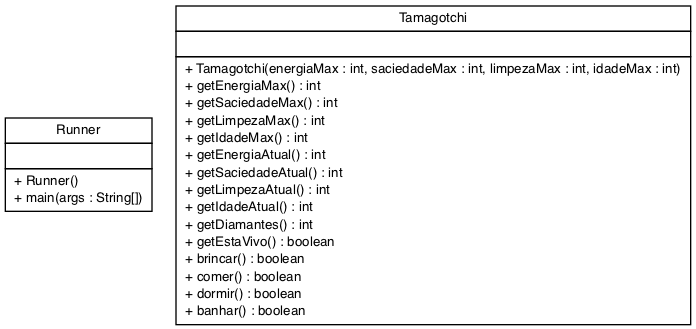 Runner
+ Runner()
+ main(args : String[])
Tamagotchi
+ Tamagotchi(energiaMax : int, saciedadeMax : int, limpezaMax : int, idadeMax : int)
+ getEnergiaMax() : int
+ getSaciedadeMax() : int
+ getLimpezaMax() : int
+ getIdadeMax() : int
+ getEnergiaAtual() : int
+ getSaciedadeAtual() : int
+ getLimpezaAtual() : int
+ getIdadeAtual() : int
+ getDiamantes() : int
+ getEstaVivo() : boolean
+ brincar() : boolean
+ comer() : boolean
+ dormir() : boolean
+ banhar() : boolean